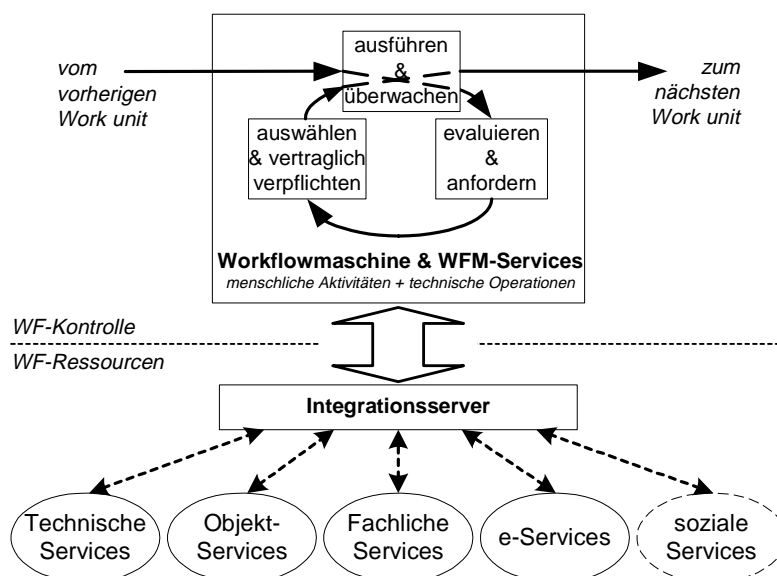 ausführen
&
überwachen
vom
vorherigen
Work unit
zum
nächsten
Work unit
auswählen
& vertraglich
verpflichten
evaluieren
&
anfordern
Workflowmaschine & WFM-Services
menschliche Aktivitäten + technische Operationen
WF-Kontrolle
WF-Ressourcen
Integrationsserver
Technische
Services
Objekt-
Services
Fachliche
Services
e-Services
soziale
Services